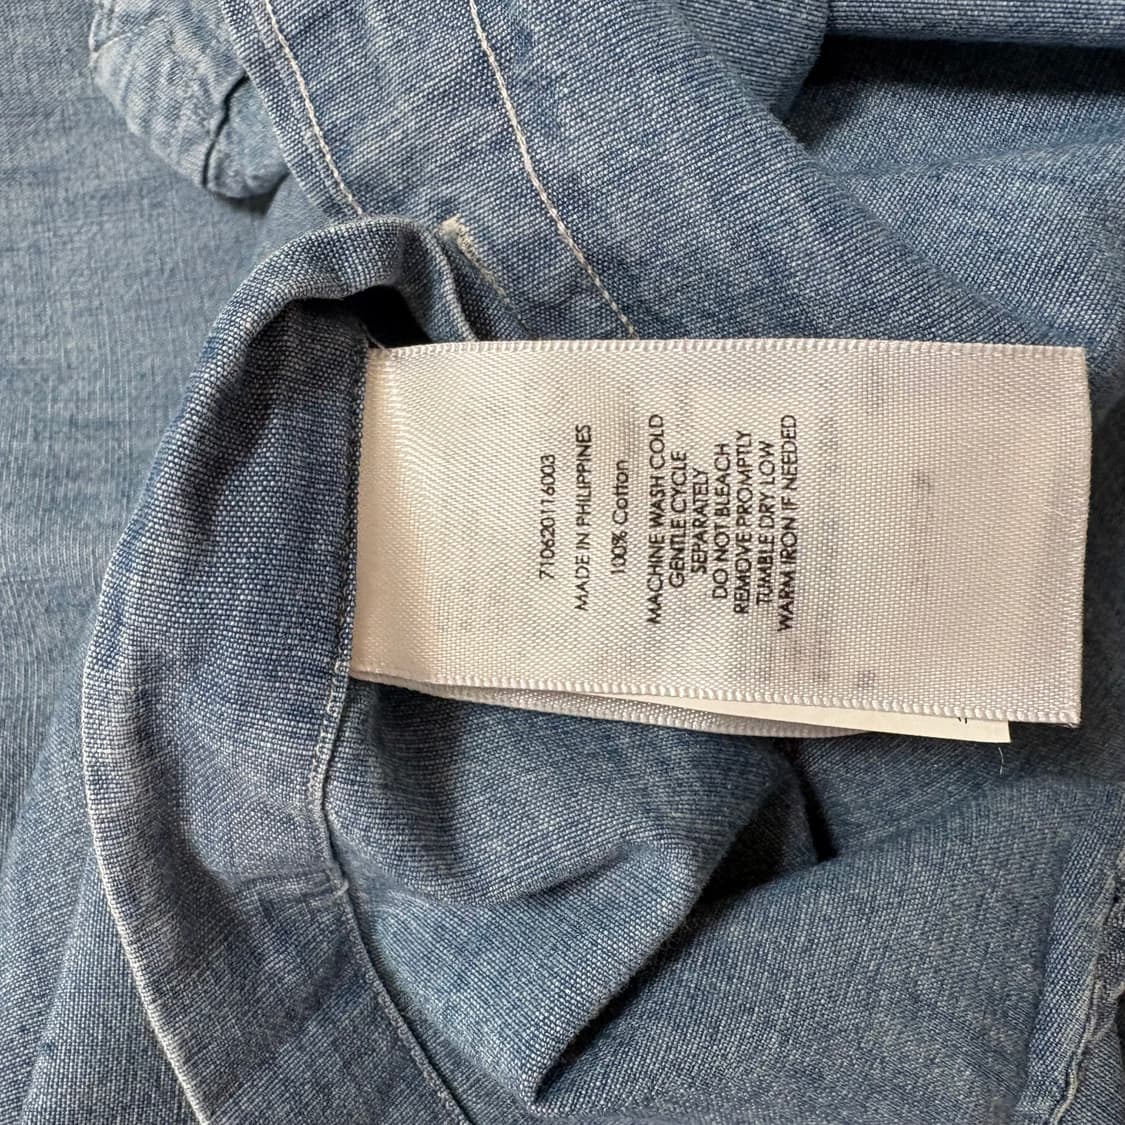 710620116003
MADE IN PHILIPPINES
100% Cotton
MACHINE WASH COLD
GENTLE CYCLE
SEPARATELY
DO NOT BLEACH
REMOVE PROMPTLY
TUMBLE DRY LOW
WARM IRON IF NEEDED